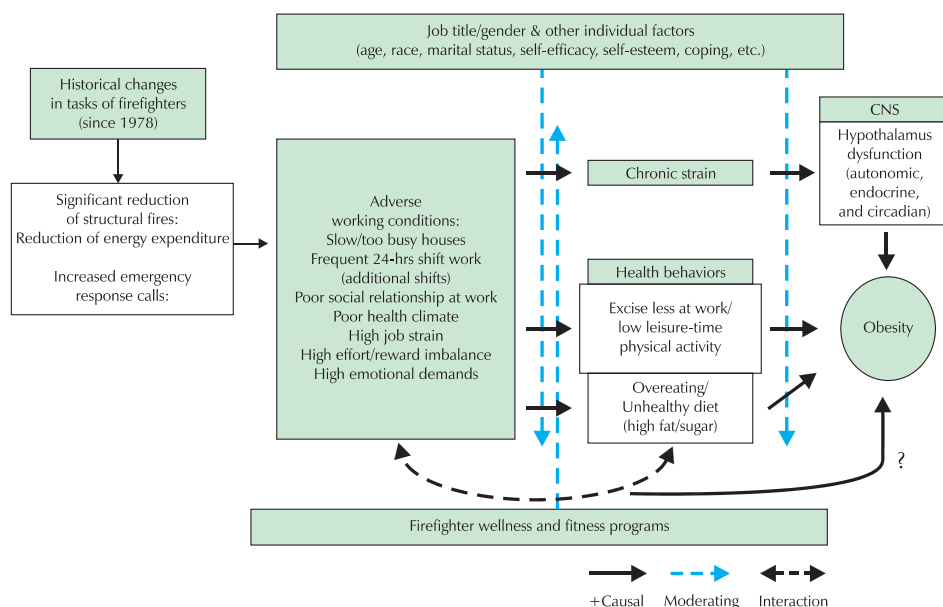 Job title/gender & other individual factors
(age, race, marital status, self-efficacy, self-esteem, coping, etc.)
Historical changes
in tasks of firefighters
(since 1978)
Significant reduction
of structural fires:
Reduction of energy expenditure
Increased emergency
response calls:
Adverse
working conditions:
Slow/too busy houses
Frequent 24-hrs shift work
(additional shifts)
Poor social relationship at work
Poor health climate
High job strain
High effort/reward imbalance
High emotional demands
Chronic strain
Health behaviors
Excise less at work/
low leisure-time
physical activity
Overeating/
Unhealthy diet
(high fat/sugar)
CNS
Hypothalamus
dysfunction
(autonomic,
endocrine,
and circadian)
Obesity
?
Firefighter wellness and fitness programs
+Causal
Moderating
Interaction